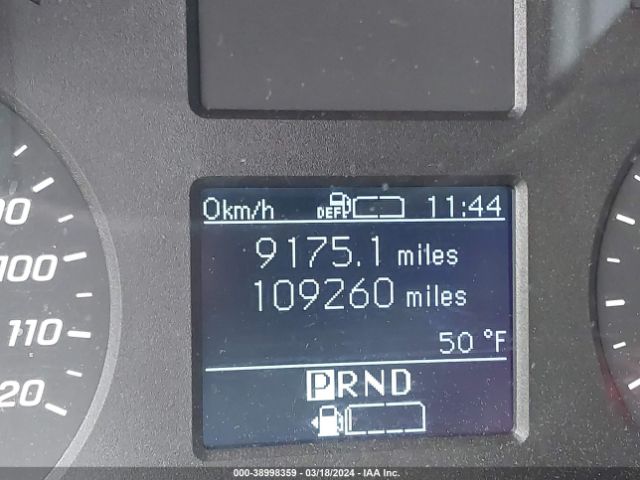 0km/h DEF 11:44
9175.1 miles
109260 miles
50 °F
PRND
100
110
000-38998359 - 03/18/2024 - IAA Inc.